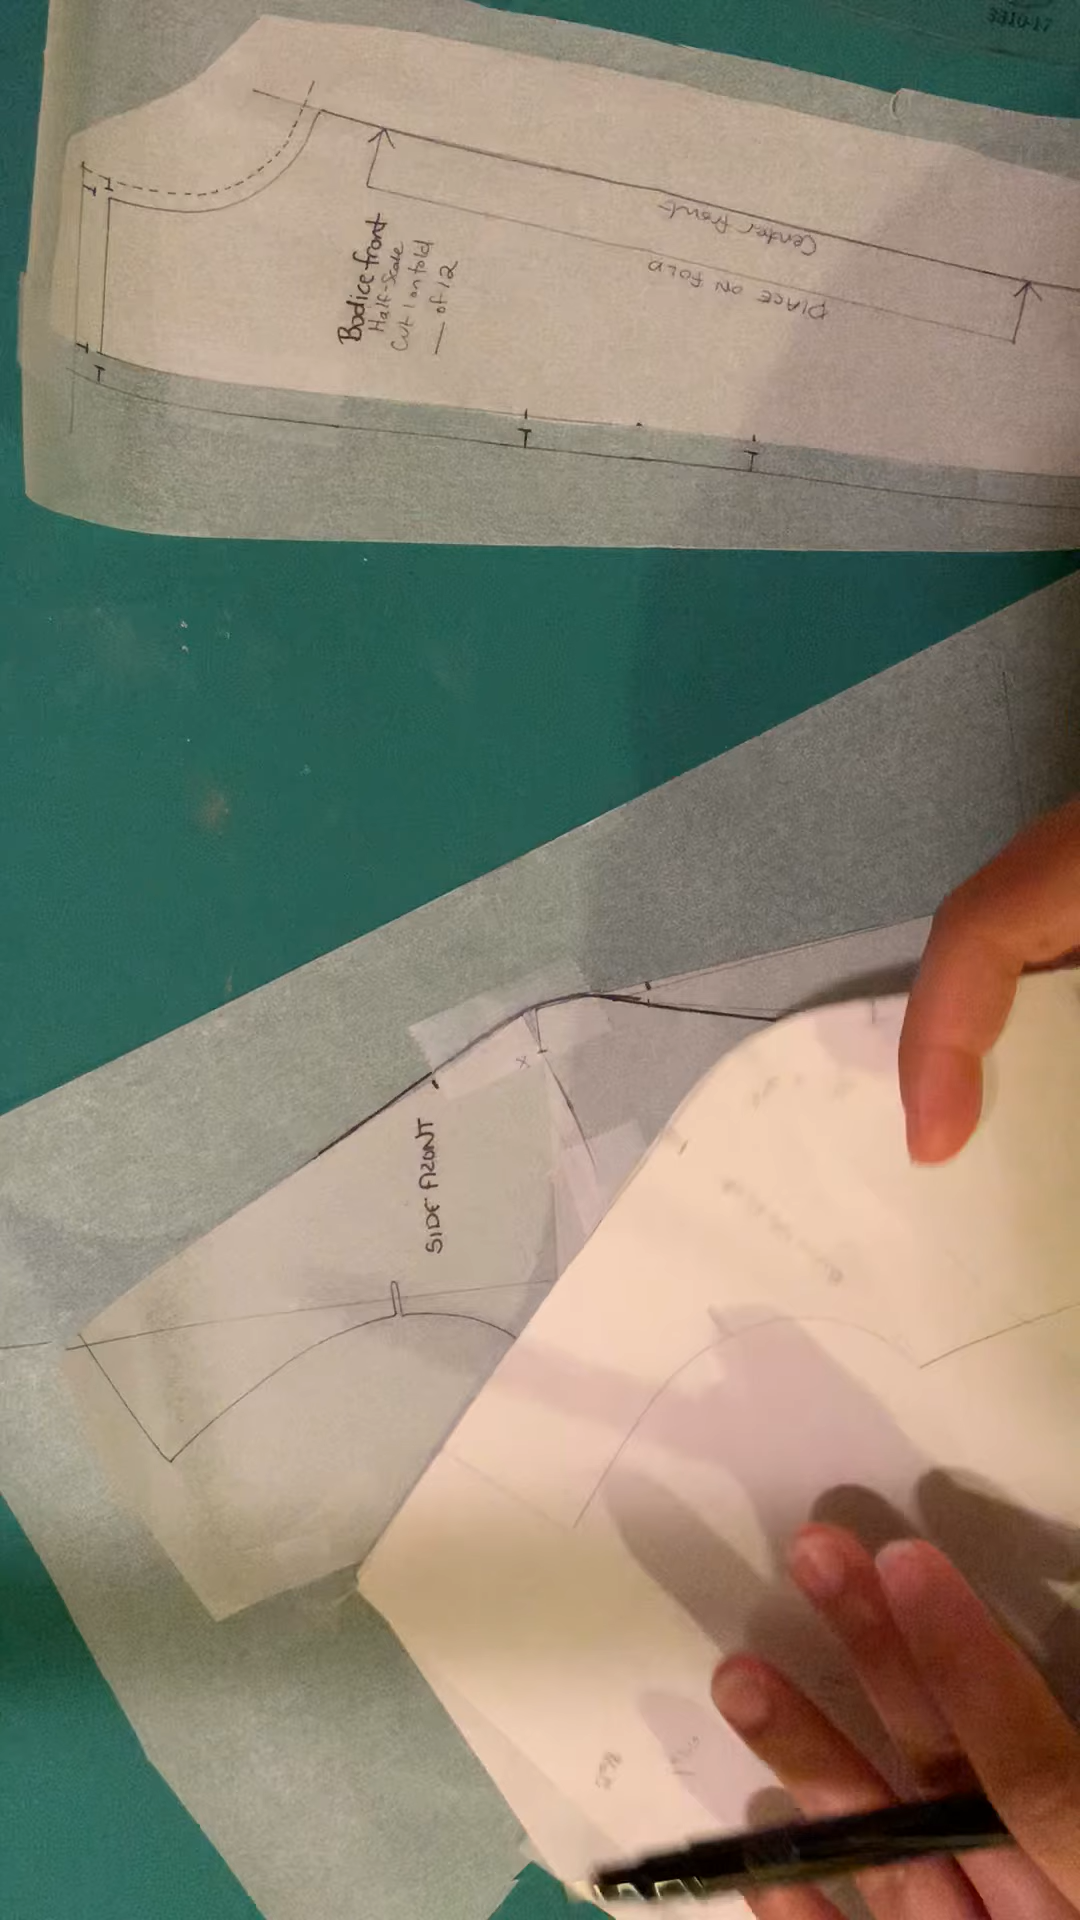 Bodice front
Half-Scale
Cut 1 on fold
of 12
Center front
PLACE ON FOLD
SIDE FRONT
x